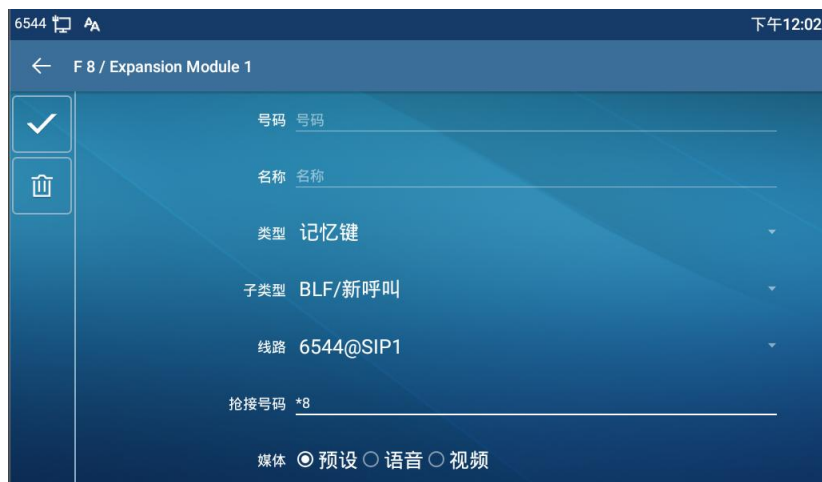 6544 AA 下午12:02
F 8 / Expansion Module 1
号码 号码
名称 名称
类型 记忆键
子类型 BLF/新呼叫
线路 6544@SIP1
抢接号码 *8
媒体 预设 语音 视频